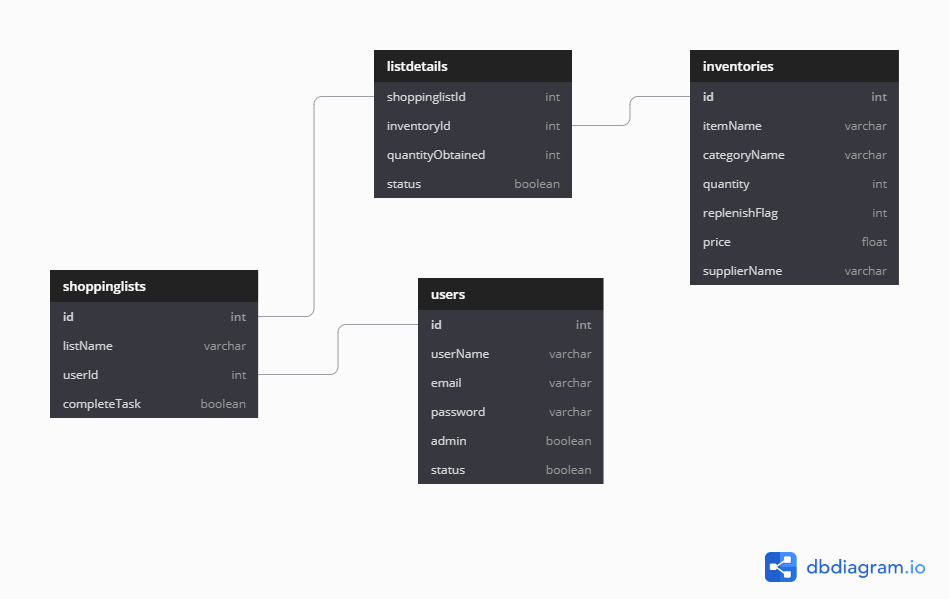 listdetails
shoppinglistId int
inventoryId int
quantityObtained int
status boolean
inventories
id int
itemName varchar
categoryName varchar
quantity int
replenishFlag int
price float
supplierName varchar
shoppinglists
id int
listName varchar
userId int
completeTask boolean
users
id int
userName varchar
email varchar
password varchar
admin boolean
status boolean
dbdiagram.io